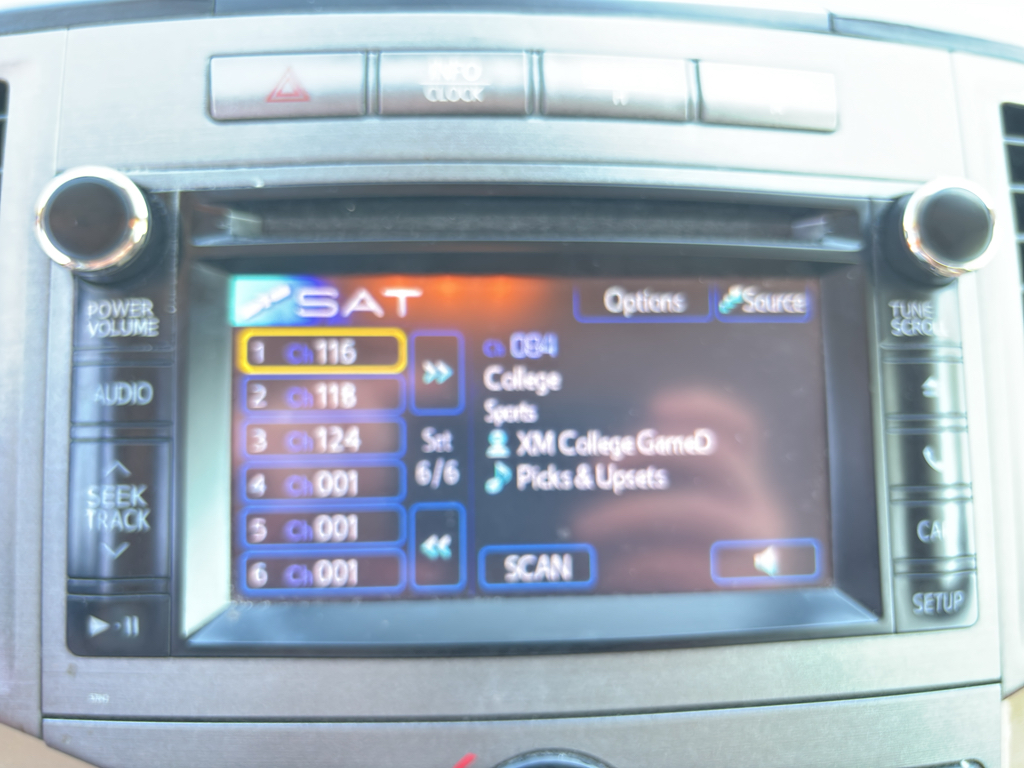 INFO
CLOCK
POWER
VOLUME
AUDIO
SEEK
TRACK
SAT
Options
Source
1 Ch 116
2 Ch 118
3 Ch 124
4 Ch 001
5 Ch 001
6 Ch 001
Set
6/6
Ch 084
College
Sports
XM College GameD
Picks & Upsets
SCAN
TUNE
SCROLL
SETUP